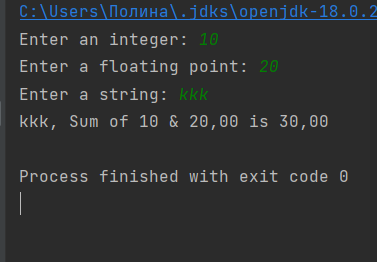 C:\Users\Полина\.jdks\openjdk-18.0.2
Enter an integer: 10
Enter a floating point: 20
Enter a string: kkk
kkk, Sum of 10 & 20,00 is 30,00
Process finished with exit code 0